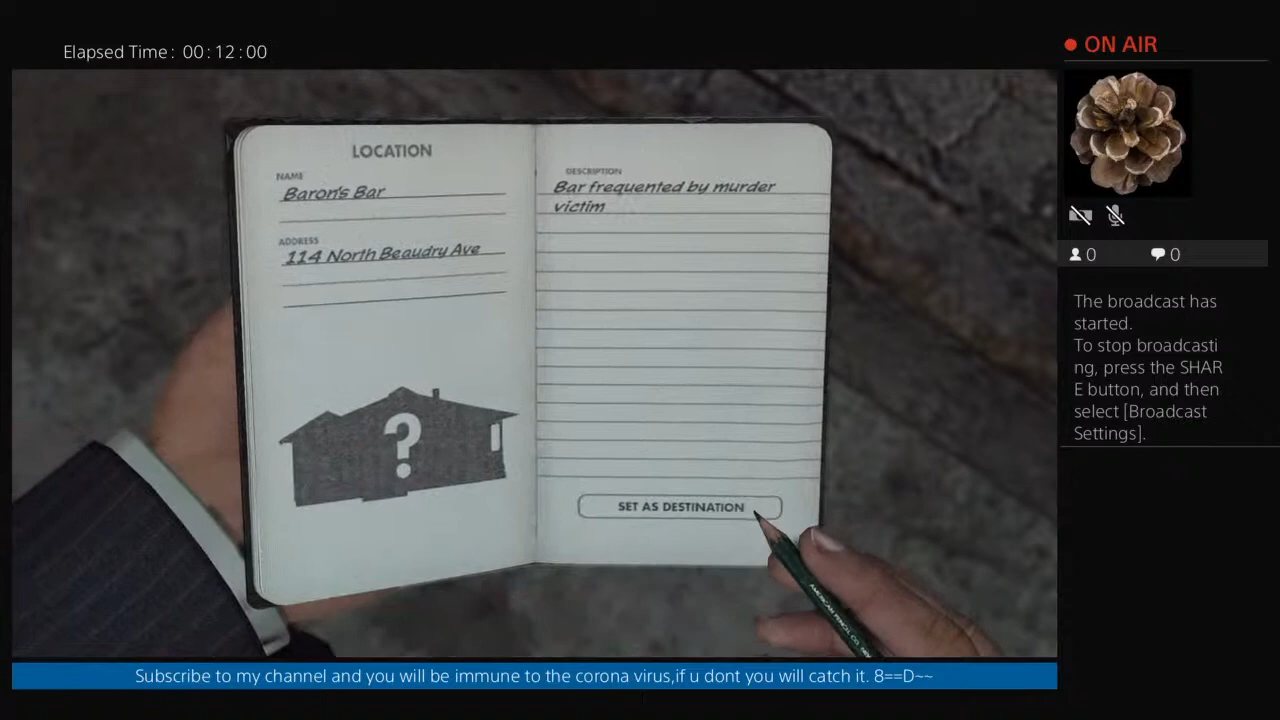 Elapsed Time: 00:12:00
ON AIR
LOCATION
NAME
Baron's Bar
ADDRESS
114 North Beaudry Ave
?
DESCRIPTION
Bar frequented by murder
victim
SET AS DESTINATION
AMERICAN PENCIL CO.
0
0
The broadcast has
started.
To stop broadcasti
ng, press the SHAR
E button, and then
select [Broadcast
Settings].
Subscribe to my channel and you will be immune to the corona virus,if u dont you will catch it. 8==D~~